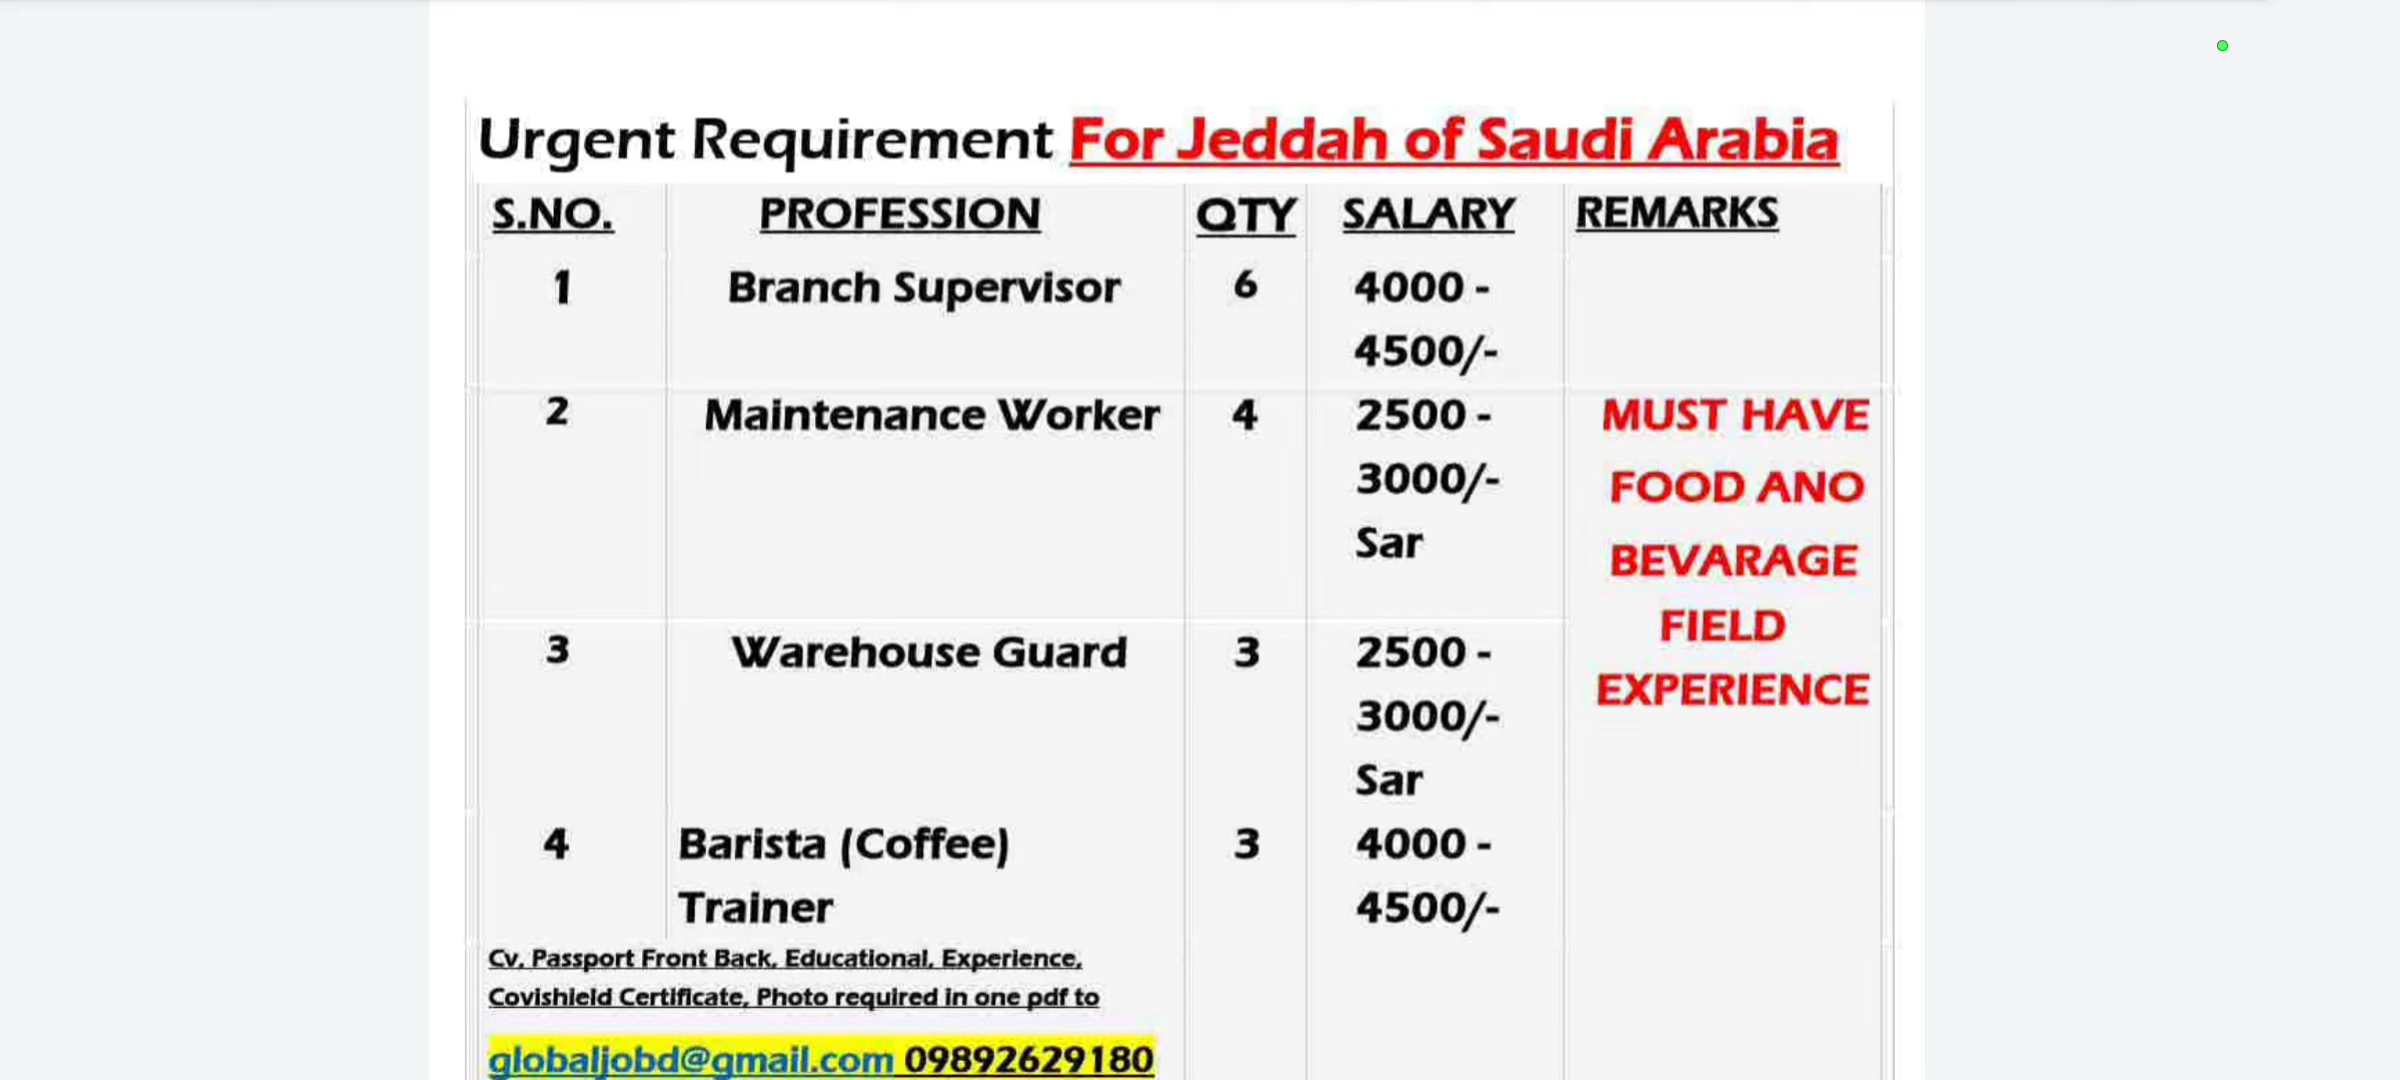 Urgent Requirement For Jeddah of Saudi Arabia
S.NO. PROFESSION QTY SALARY REMARKS
1 Branch Supervisor 6 4000 -
4500/-
2 Maintenance Worker 4 2500 - MUST HAVE
3000/- FOOD ANO
Sar BEVARAGE
FIELD
3 Warehouse Guard 3 2500 - EXPERIENCE
3000/-
Sar
4 Barista (Coffee) 3 4000 -
Trainer 4500/-
Cv, Passport Front Back, Educational, Experience,
Covishield Certificate, Photo required in one pdf to
globaljobd@gmail.com 09892629180